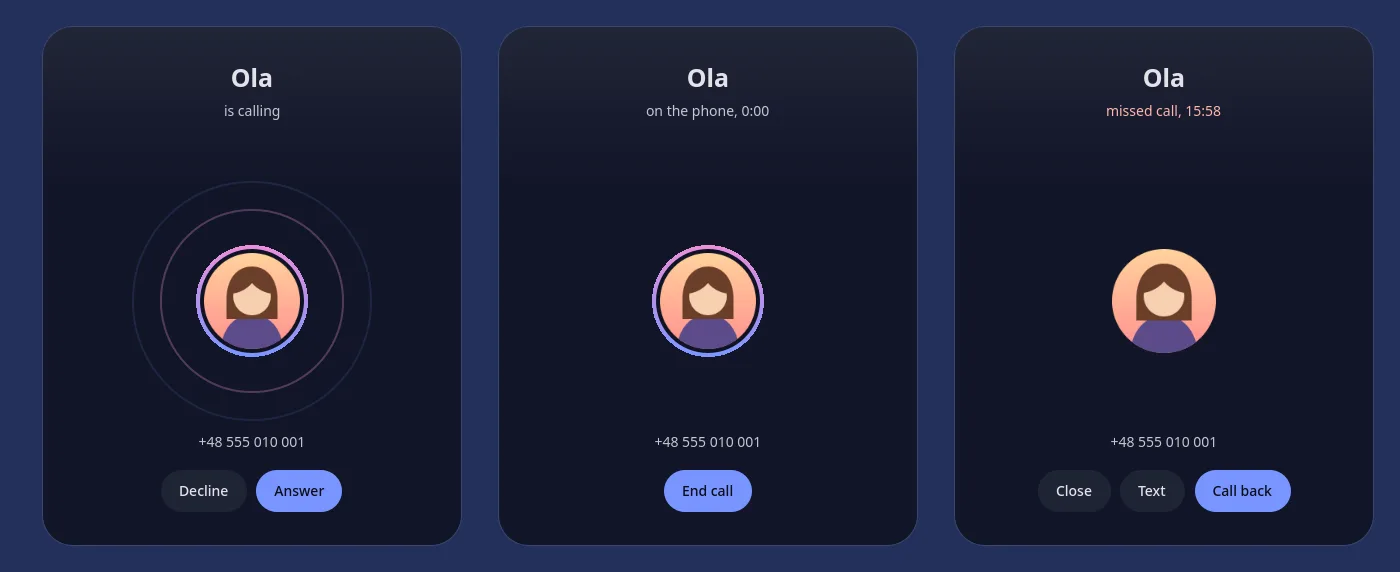 Ola
is calling
+48 555 010 001
Decline
Answer
Ola
on the phone, 0:00
+48 555 010 001
End call
Ola
missed call, 15:58
+48 555 010 001
Close
Text
Call back